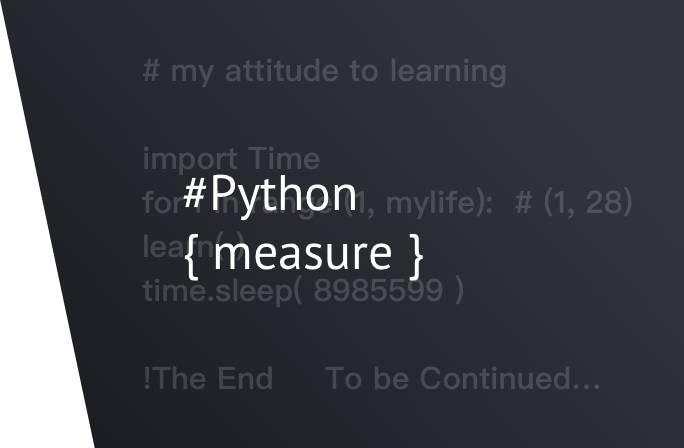 # my attitude to learning
import Time
#Python
for i in range (1, mylife):  # (1, 28)
learn( )
{ measure }
time.sleep( 8985599 )
!The End To be Continued...